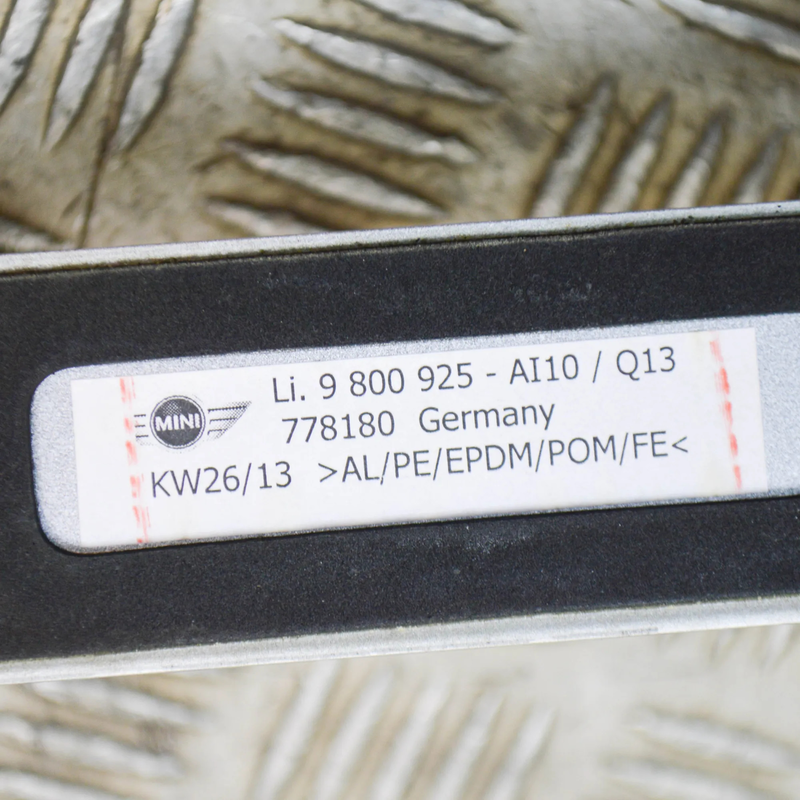 Li. 9 800 925 - AI10 / Q13
MINI 778180 Germany
KW26/13 >AL/PE/EPDM/POM/FE<